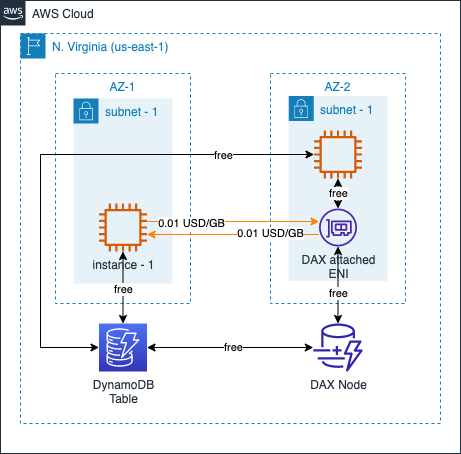 aws
AWS Cloud
N. Virginia (us-east-1)
AZ-1
AZ-2
subnet - 1
subnet - 1
free
free
0.01 USD/GB
0.01 USD/GB
instance - 1
DAX attached
ENI
free
free
free
DynamoDB
Table
DAX Node